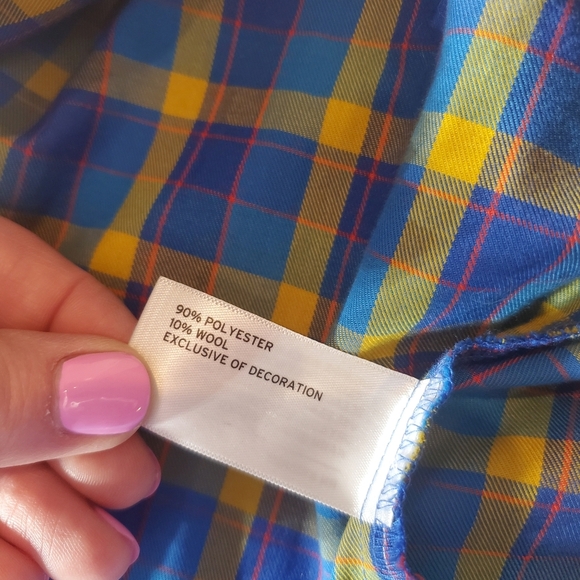 90% POLYESTER
10% WOOL
EXCLUSIVE OF DECORATION